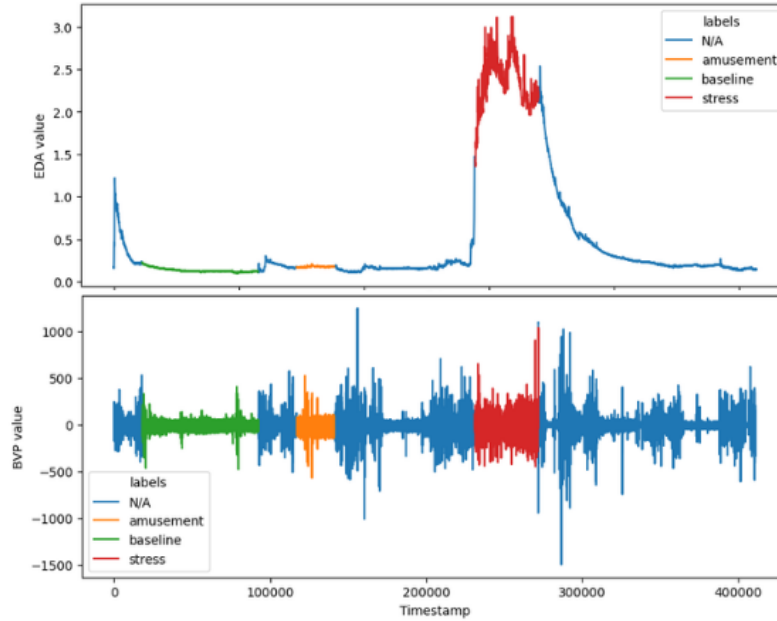 3.0
2.5
2.0
1.5
1.0
0.5
0.0
EDA value
labels
N/A
amusement
baseline
stress
1000
500
0
−500
−1000
−1500
BVP value
labels
N/A
amusement
baseline
stress
0 100000 200000 300000 400000
Timestamp